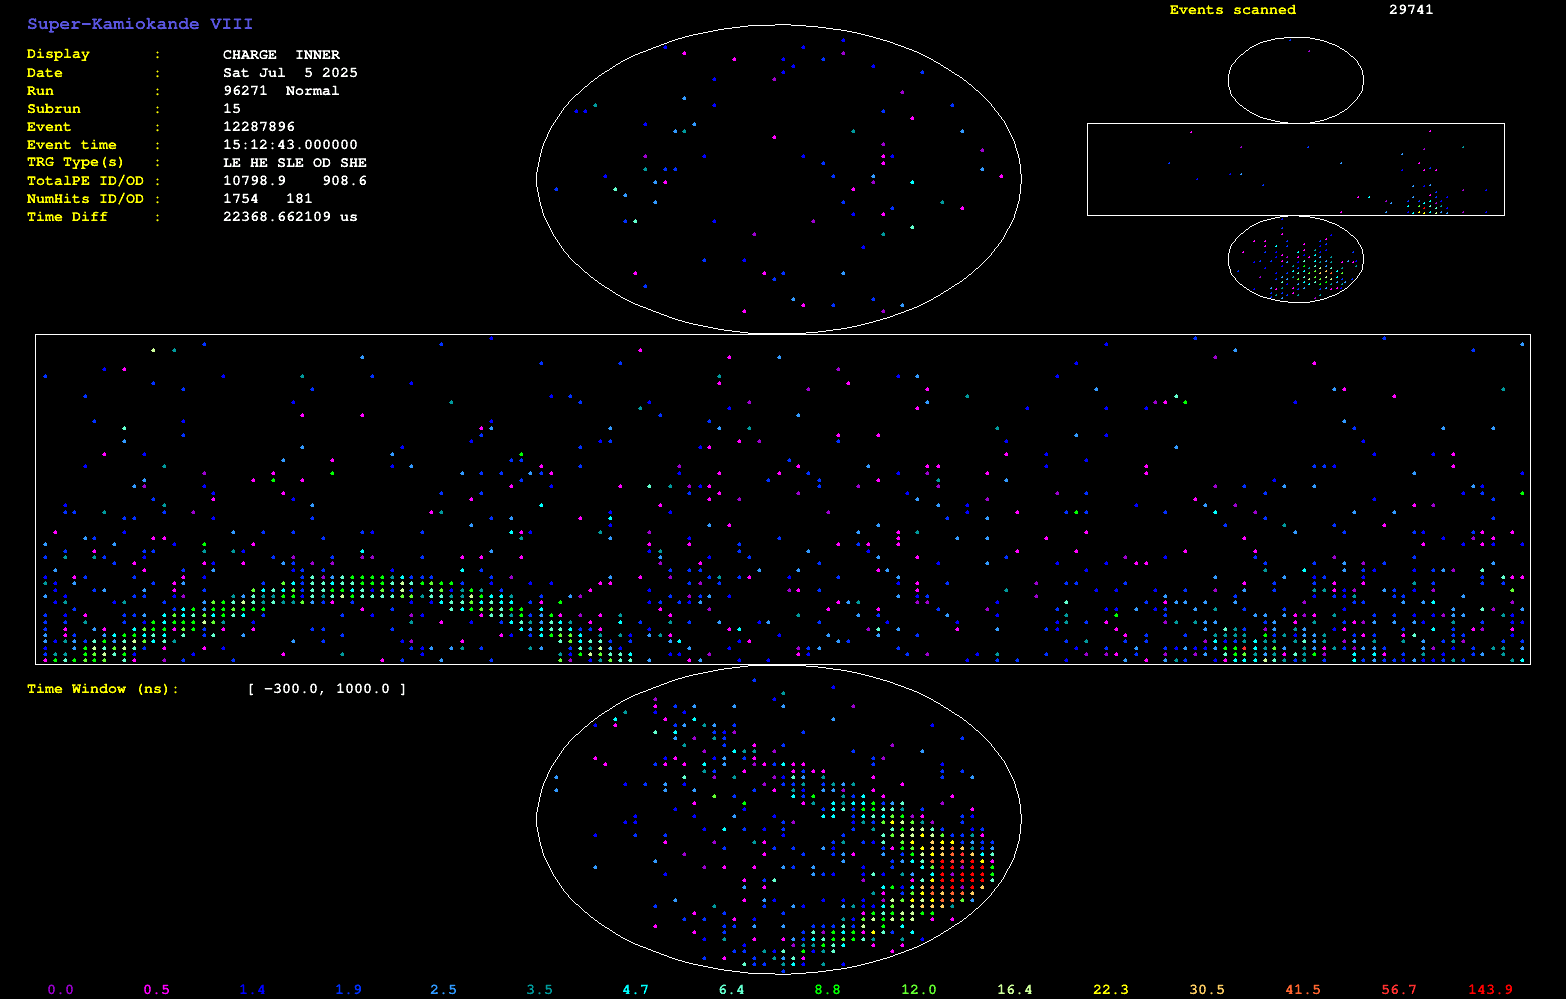 Super-Kamiokande VIII
Events scanned 29741
Display : CHARGE INNER
Date : Sat Jul 5 2025
Run : 96271 Normal
Subrun : 15
Event : 12287896
Event time : 15:12:43.000000
TRG Type(s) : LE HE SLE OD SHE
TotalPE ID/OD : 10798.9 908.6
NumHits ID/OD : 1754 181
Time Diff : 22368.662109 us
Time Window (ns): [ -300.0, 1000.0 ]
0.0 0.5 1.4 1.9 2.5 3.5 4.7 6.4 8.8 12.0 16.4 22.3 30.5 41.5 56.7 143.9